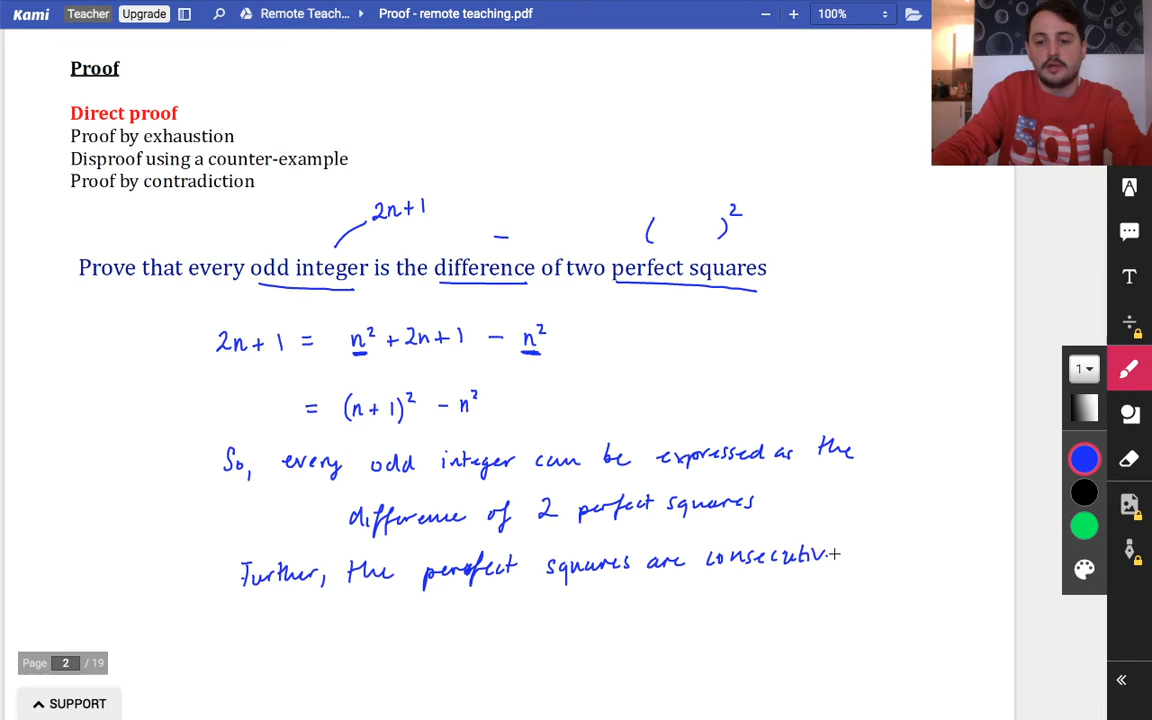 Kami Teacher Upgrade Remote Teach... Proof - remote teaching.pdf 100%
Proof
Direct proof
Proof by exhaustion
Disproof using a counter-example
Proof by contradiction
2n+1
− ( )²
Prove that every odd integer is the difference of two perfect squares
2n+1 = n² + 2n+1 − n²
= (n+1)² − n²
So, every odd integer can be expressed as the
difference of 2 perfect squares
Further, the perfect squares are consecutiv
501
A
T
1
Page 2 / 19
SUPPORT